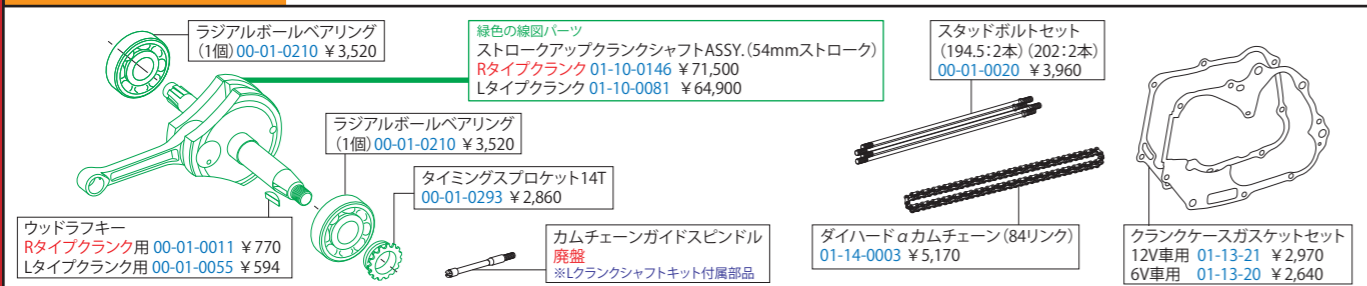 ラジアルボールベアリング
(1個)00-01-0210 ¥3,520
緑色の線図パーツ
ストロークアップクランクシャフトASSY.(54mmストローク)
Rタイプクランク 01-10-0146 ¥71,500
Lタイプクランク 01-10-0081 ¥64,900
スタッドボルトセット
(194.5:2本)(202:2本)
00-01-0020 ¥3,960
ラジアルボールベアリング
(1個)00-01-0210 ¥3,520
タイミングスプロケット14T
00-01-0293 ¥2,860
ウッドラフキー
Rタイプクランク用 00-01-0011 ¥770
Lタイプクランク用 00-01-0055 ¥594
カムチェーンガイドスピンドル
廃盤
※Lクランクシャフトキット付属部品
ダイハードαカムチェーン(84リンク)
01-14-0003 ¥5,170
クランクケースガスケットセット
12V車用 01-13-21 ¥2,970
6V車用 01-13-20 ¥2,640